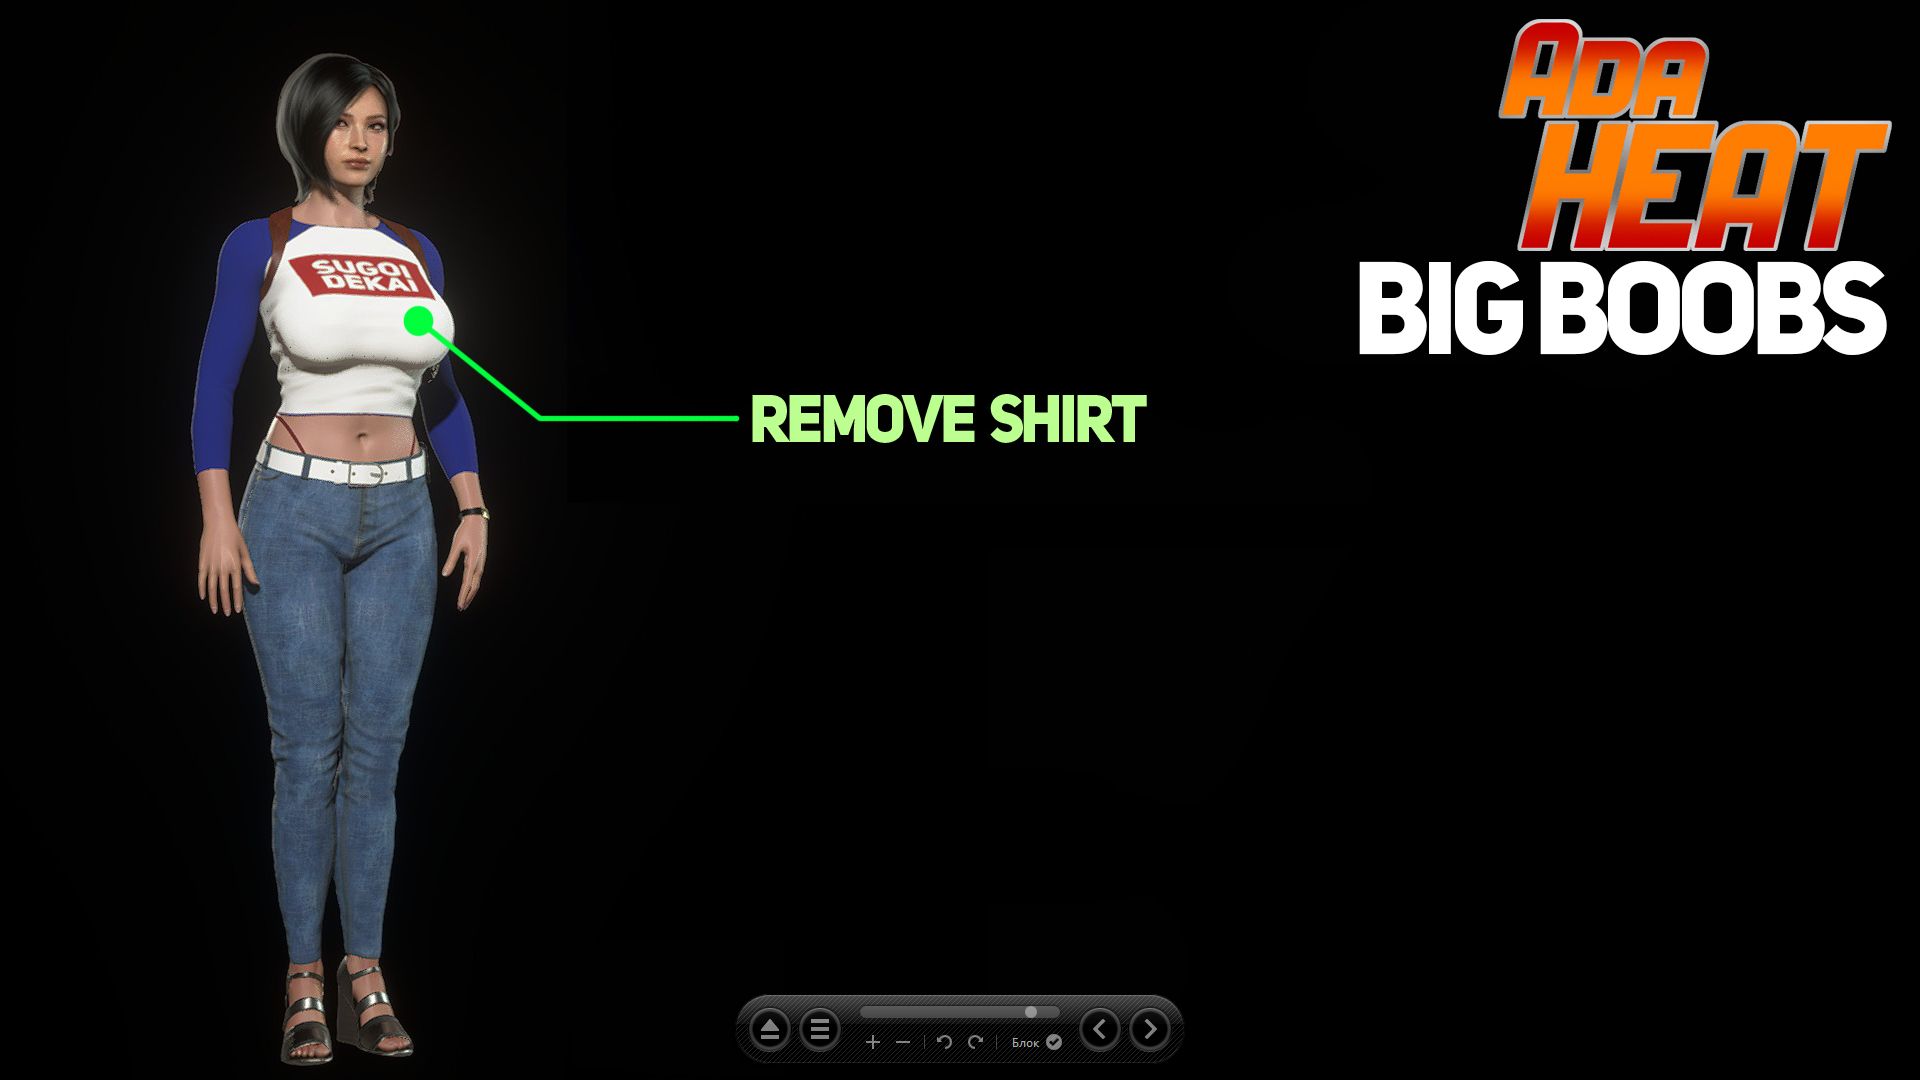 ADA
HEAT
BIG BOOBS
SUGOI
DEKAI
REMOVE SHIRT
Блок